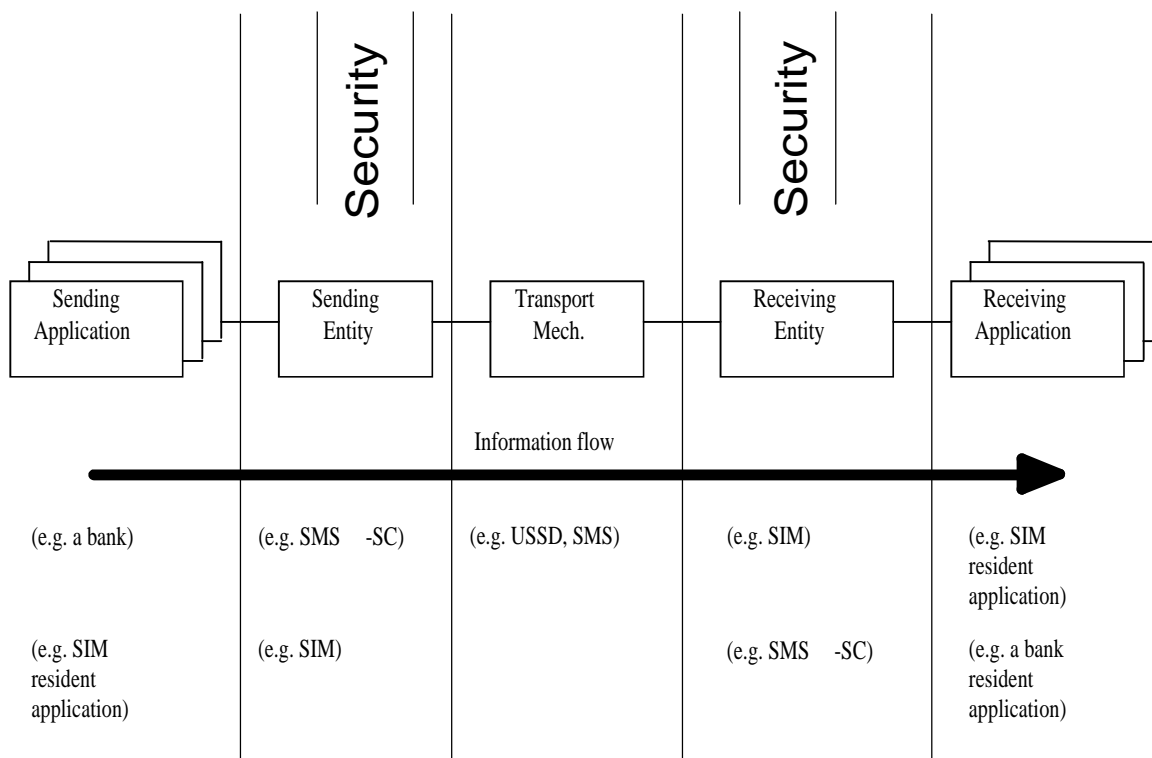 Security
Security
Sending
Application
Sending
Entity
Transport
Mech.
Receiving
Entity
Receiving
Application
Information flow
(e.g. a bank)
(e.g. SMS -SC)
(e.g. USSD, SMS)
(e.g. SIM)
(e.g. SIM
resident
application)
(e.g. SIM
resident
application)
(e.g. SIM)
(e.g. SMS -SC)
(e.g. a bank
resident
application)